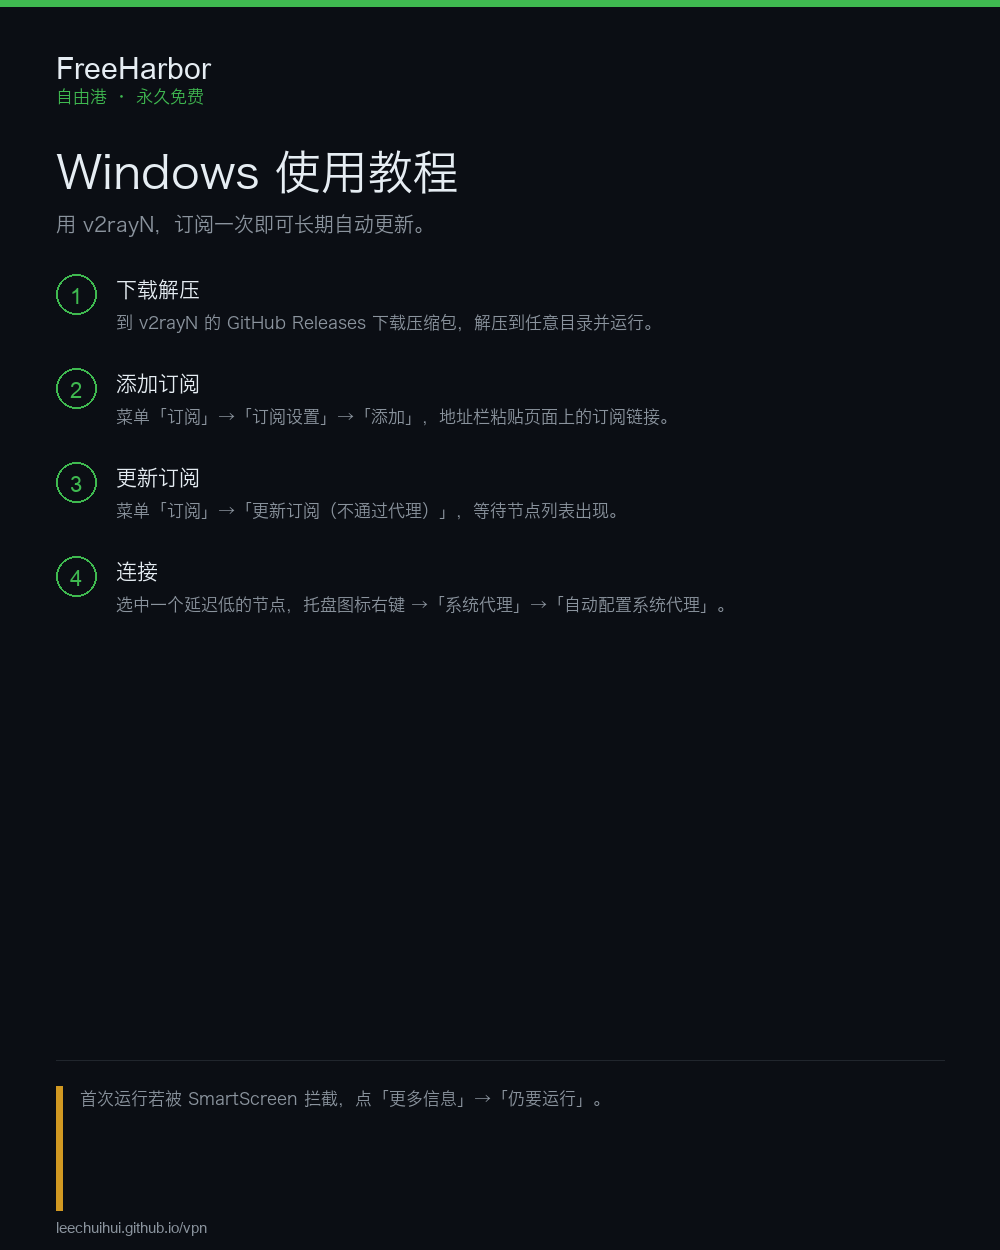 FreeHarbor
自由港 · 永久免费
Windows 使用教程
用 v2rayN，订阅一次即可长期自动更新。
1
下载解压
到 v2rayN 的 GitHub Releases 下载压缩包，解压到任意目录并运行。
2
添加订阅
菜单「订阅」→「订阅设置」→「添加」，地址栏粘贴页面上的订阅链接。
3
更新订阅
菜单「订阅」→「更新订阅（不通过代理）」，等待节点列表出现。
4
连接
选中一个延迟低的节点，托盘图标右键 →「系统代理」→「自动配置系统代理」。
首次运行若被 SmartScreen 拦截，点「更多信息」→「仍要运行」。
leechuihui.github.io/vpn